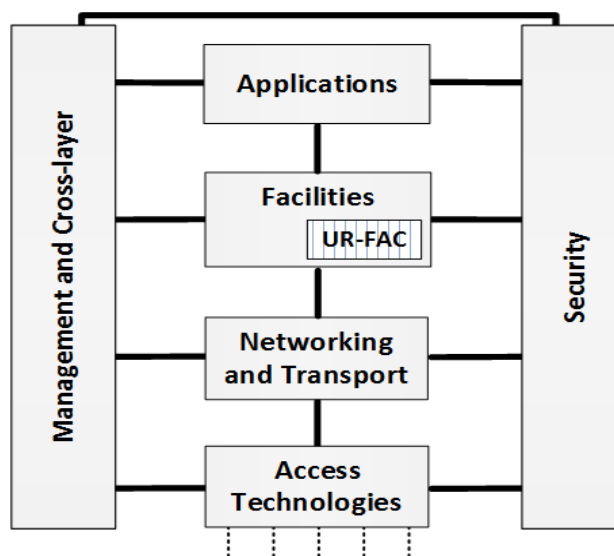 Management and Cross-layer
Applications
Facilities
UR-FAC
Networking
and Transport
Access
Technologies
Security